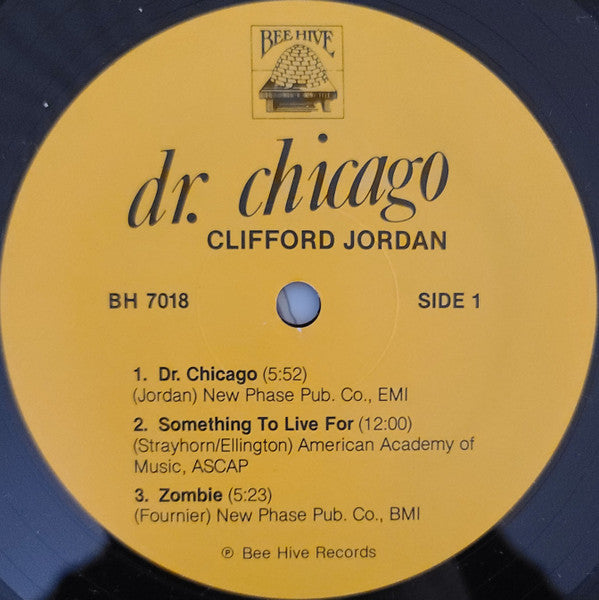 BEE HIVE
dr. chicago
CLIFFORD JORDAN
BH 7018
SIDE 1
1. Dr. Chicago (5:52)
(Jordan) New Phase Pub. Co., EMI
2. Something To Live For (12:00)
(Strayhorn/Ellington) American Academy of
Music, ASCAP
3. Zombie (5:23)
(Fournier) New Phase Pub. Co., BMI
℗ Bee Hive Records